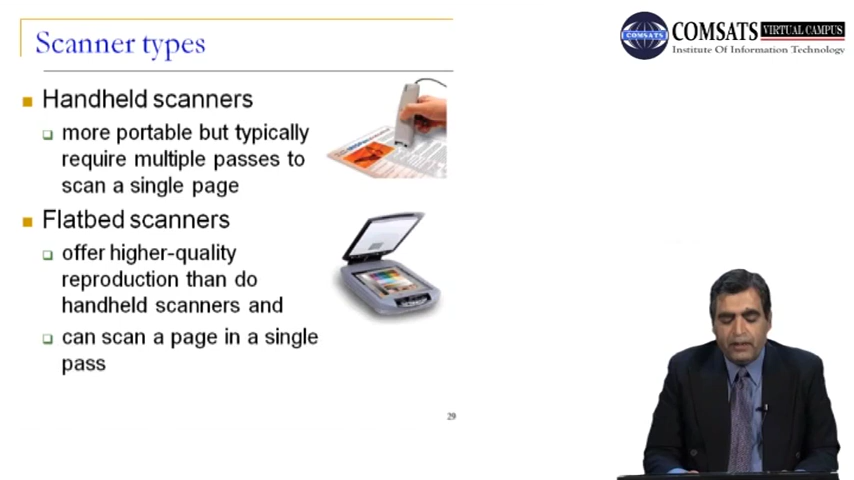 Scanner types
COMSATS VIRTUAL CAMPUS
Institute Of Information Technology
COMSATS
Handheld scanners
more portable but typically
require multiple passes to
scan a single page
Flatbed scanners
offer higher-quality
reproduction than do
handheld scanners and
can scan a page in a single
pass
29